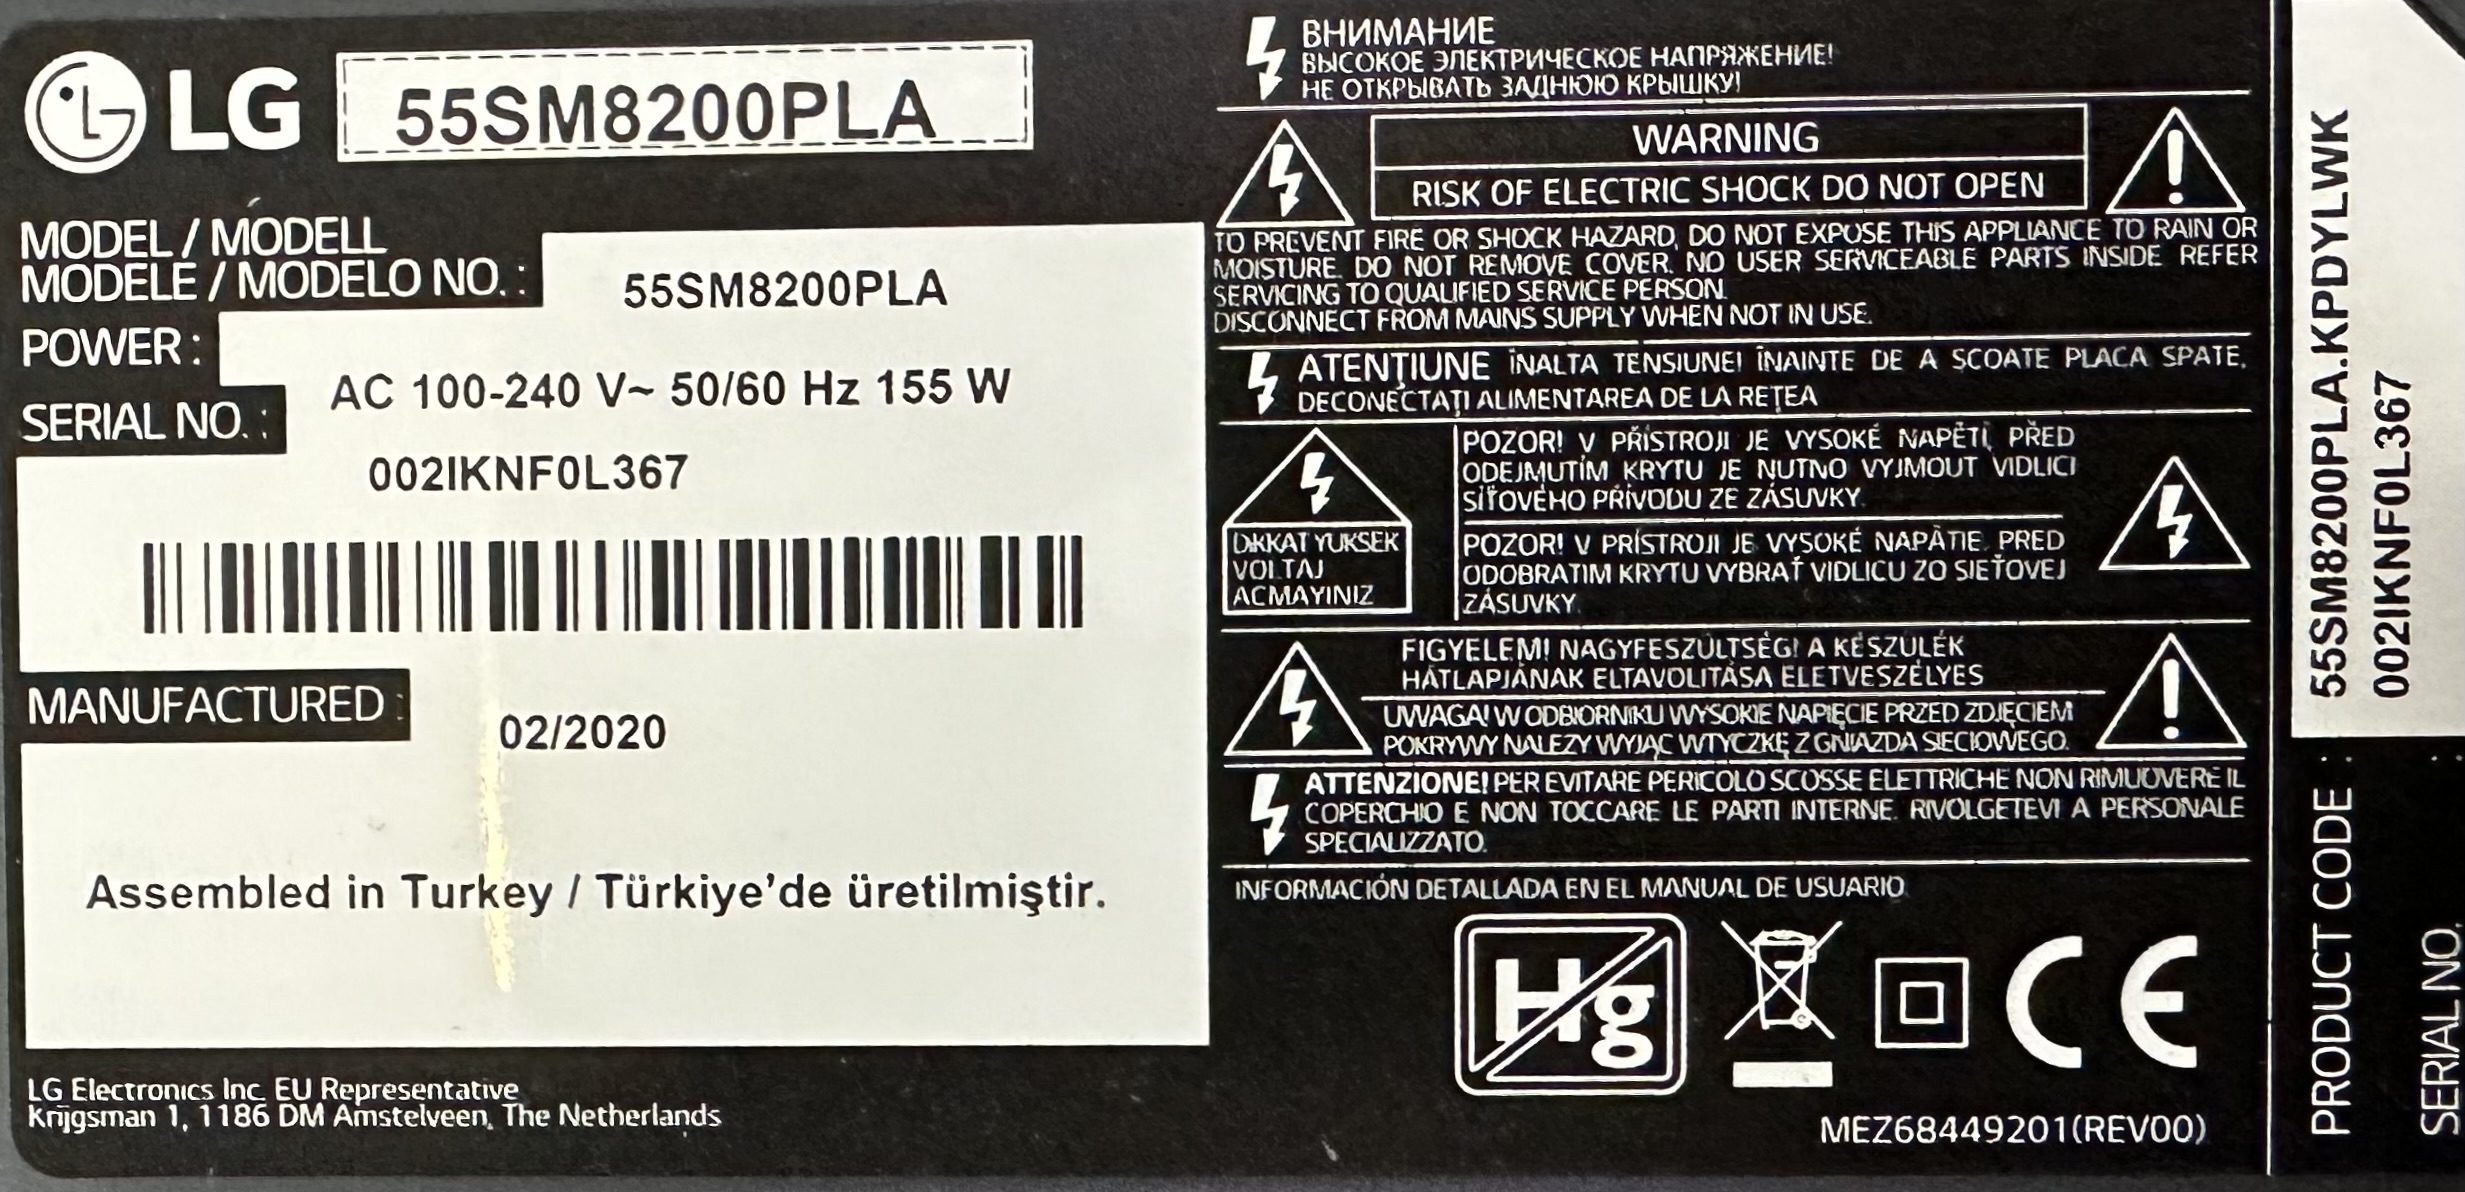 LG 55SM8200PLA
MODEL / MODELL
MODELE / MODELO NO. : 55SM8200PLA
POWER : AC 100-240 V~ 50/60 Hz 155 W
SERIAL NO. : 002IKNF0L367
MANUFACTURED : 02/2020
Assembled in Turkey / Türkiye'de üretilmiştir.
LG Electronics Inc. EU Representative
Krijgsman 1, 1186 DM Amstelveen, The Netherlands
ВНИМАНИЕ
ВЫСОКОЕ ЭЛЕКТРИЧЕСКОЕ НАПРЯЖЕНИЕ!
НЕ ОТКРЫВАТЬ ЗАДНЮЮ КРЫШКУ!
WARNING
RISK OF ELECTRIC SHOCK DO NOT OPEN
TO PREVENT FIRE OR SHOCK HAZARD, DO NOT EXPOSE THIS APPLIANCE TO RAIN OR
MOISTURE. DO NOT REMOVE COVER. NO USER SERVICEABLE PARTS INSIDE REFER
SERVICING TO QUALIFIED SERVICE PERSON.
DISCONNECT FROM MAINS SUPPLY WHEN NOT IN USE.
ATENŢIUNE ÎNALTA TENSIUNE! ÎNAINTE DE A SCOATE PLACA SPATE,
DECONECTAŢI ALIMENTAREA DE LA REŢEA
DIKKAT YUKSEK
VOLTAJ
ACMAYINIZ
POZOR! V PŘÍSTROJI JE VYSOKÉ NAPĚTÍ, PŘED
ODEJMUTÍM KRYTU JE NUTNO VYJMOUT VIDLICI
SÍŤOVÉHO PŘÍVODU ZE ZÁSUVKY.
POZOR! V PRÍSTROJI JE VYSOKÉ NAPÄTIE. PRED
ODOBRATIM KRYTU VYBRAŤ VIDLICU ZO SIEŤOVEJ
ZÁSUVKY.
FIGYELEM! NAGYFESZÜLTSÉG! A KÉSZÜLÉK
HÁTLAPJÁNAK ELTAVOLITÁSA ÉLETVESZÉLYES
UWAGA! W ODBIORNIKU WYSOKIE NAPIĘCIE PRZED ZDJĘCIEM
POKRYWY NALEZY WYJĄC WTYCZKĘ Z GNIAZDA SIECIOWEGO.
ATTENZIONE! PER EVITARE PERICOLO SCOSSE ELETTRICHE NON RIMUOVERE IL
COPERCHIO E NON TOCCARE LE PARTI INTERNE. RIVOLGETEVI A PERSONALE
SPECIALIZZATO.
INFORMACIÓN DETALLADA EN EL MANUAL DE USUARIO
Hg
CE
MEZ68449201(REV00)
PRODUCT CODE : 55SM8200PLA.KPDYLWK
SERIAL NO. : 002IKNF0L367